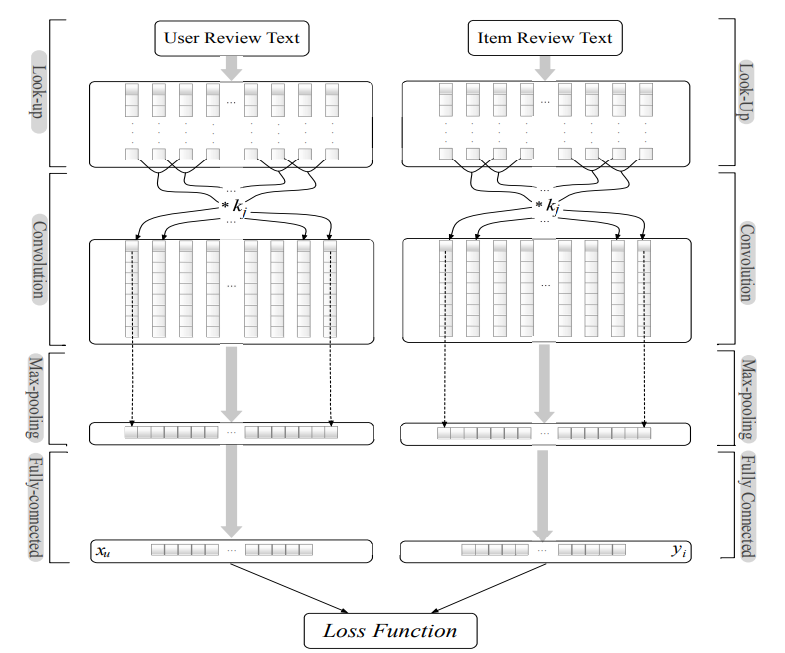 User Review Text
Item Review Text
Look-up
Look-Up
...
...
...
...
* k_j
* k_j
...
...
Convolution
Convolution
...
...
Max-pooling
Max-pooling
...
...
Fully-connected
Fully Connected
x_u
...
...
y_i
Loss Function